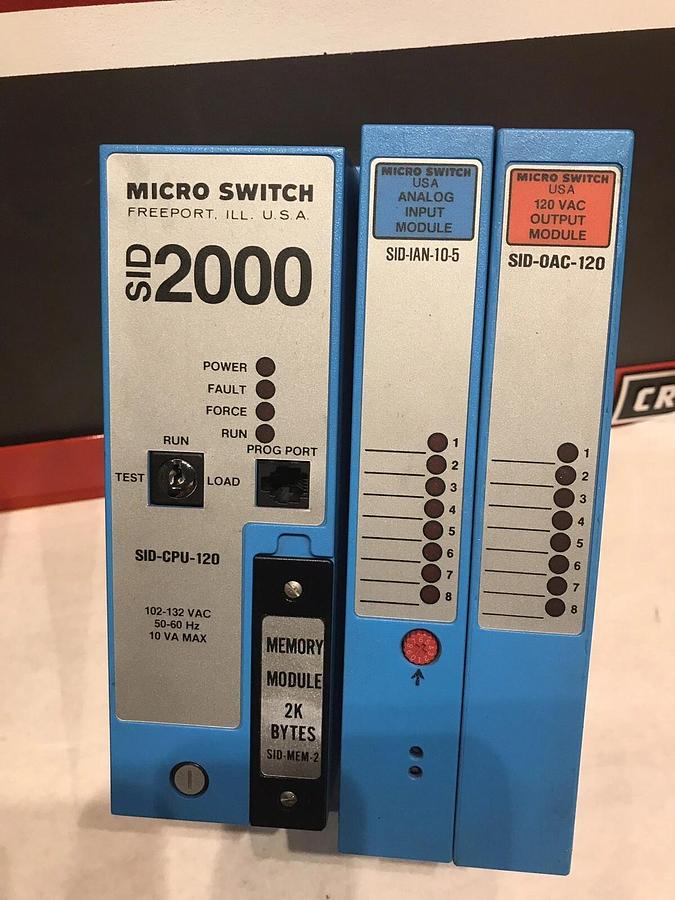 MICRO SWITCH
FREEPORT, ILL. U.S.A.
SID 2000
POWER
FAULT
FORCE
RUN
RUN
PROG PORT
TEST
LOAD
SID-CPU-120
102-132 VAC
50-60 Hz
10 VA MAX
MEMORY
MODULE
2K
BYTES
SID-MEM-2
MICRO SWITCH
USA
ANALOG
INPUT
MODULE
SID-IAN-10-5
1
2
3
4
5
6
7
8
MICRO SWITCH
USA
120 VAC
OUTPUT
MODULE
SID-OAC-120
1
2
3
4
5
6
7
8
CR